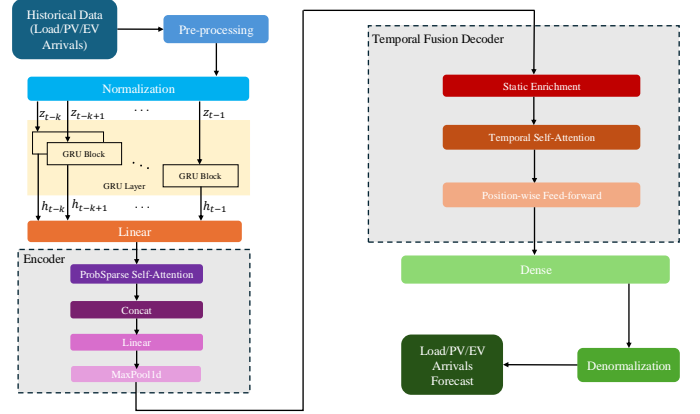 Historical Data
(Load/PV/EV
Arrivals)
Pre-processing
Normalization
z_{t-k}
z_{t-k+1}
. . .
z_{t-1}
GRU Block
GRU Block
GRU Layer
h_{t-k}
h_{t-k+1}
. . .
h_{t-1}
Linear
Encoder
ProbSparse Self-Attention
Concat
Linear
MaxPool1d
Temporal Fusion Decoder
Static Enrichment
Temporal Self-Attention
Position-wise Feed-forward
Dense
Denormalization
Load/PV/EV
Arrivals
Forecast